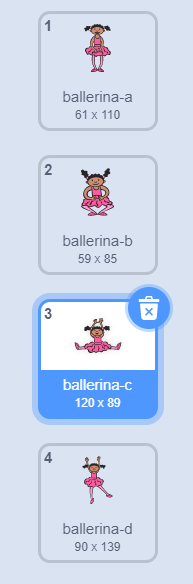 1
ballerina-a
61 x 110
2
ballerina-b
59 x 85
3
ballerina-c
120 x 89
4
ballerina-d
90 x 139